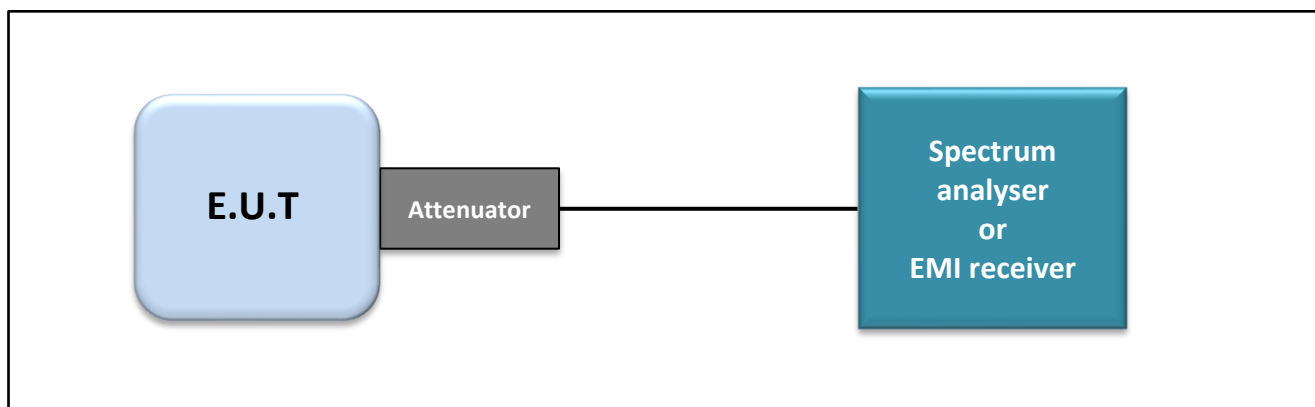 E.U.T
Attenuator
Spectrum
analyser
or
EMI receiver